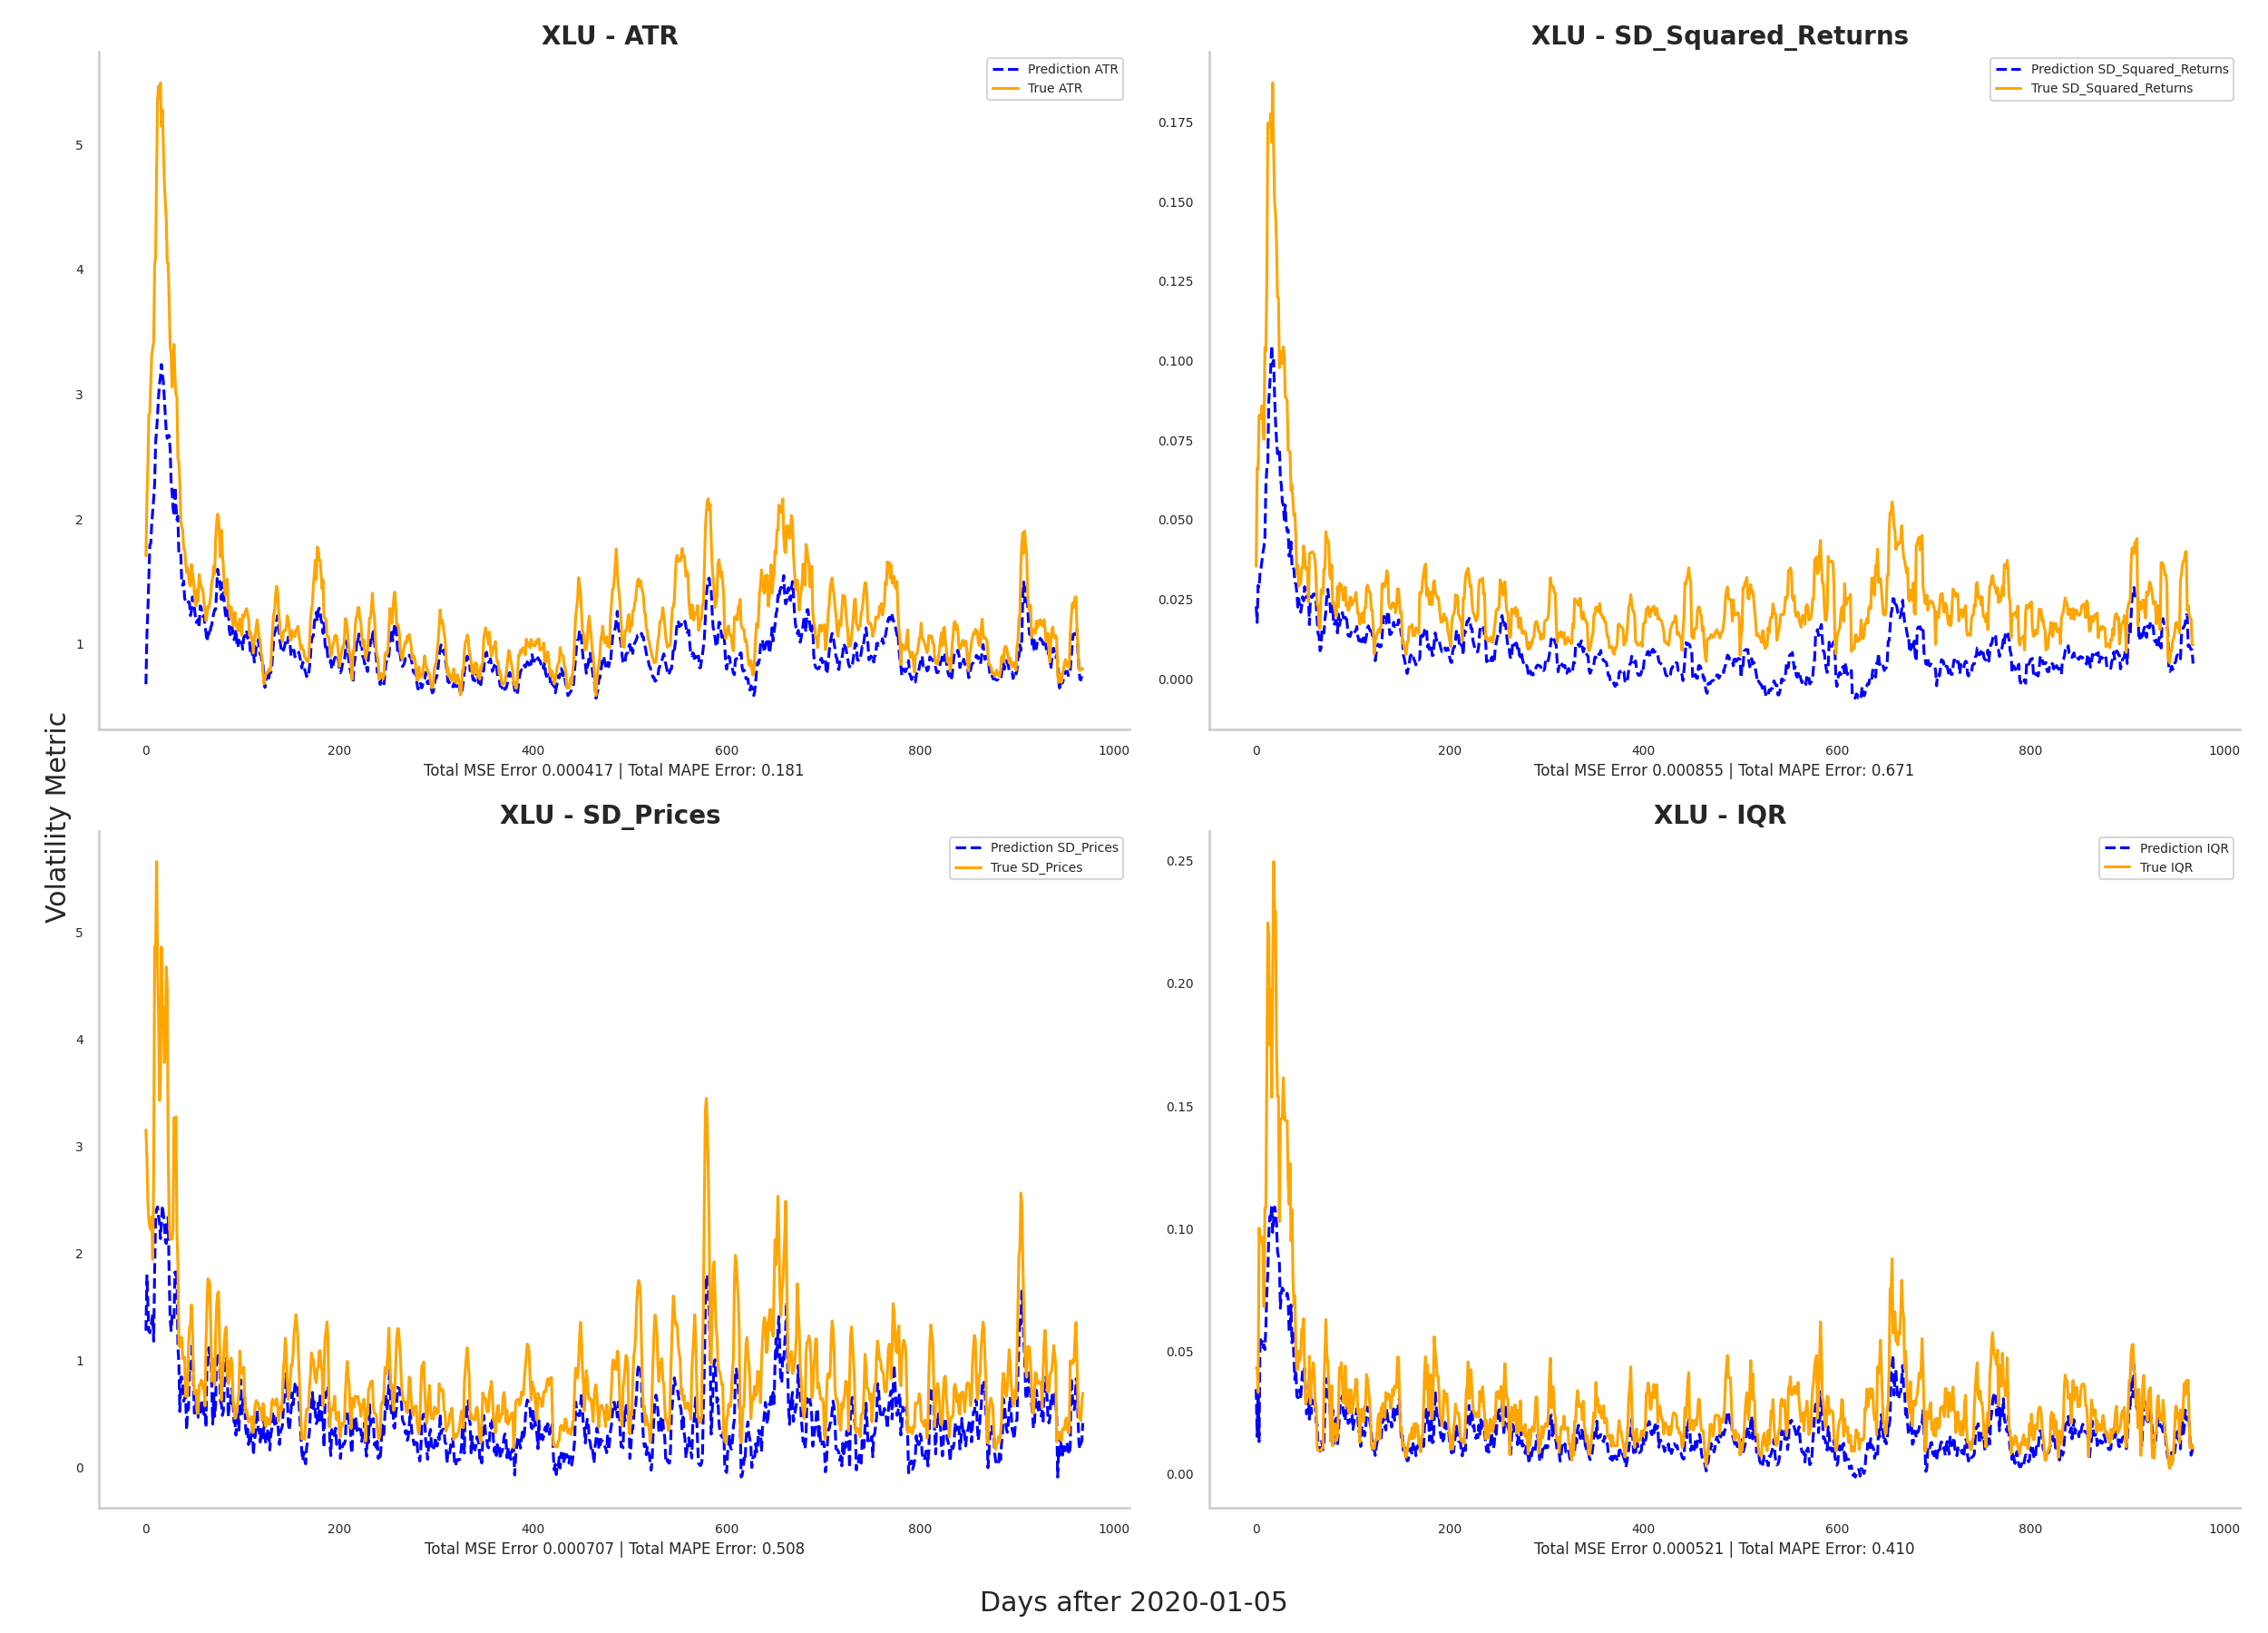 XLU - ATR
Prediction ATR
True ATR
5
4
3
2
1
0
200
400
600
800
1000
Total MSE Error 0.000417 | Total MAPE Error: 0.181
XLU - SD_Squared_Returns
Prediction SD_Squared_Returns
True SD_Squared_Returns
0.175
0.150
0.125
0.100
0.075
0.050
0.025
0.000
0
200
400
600
800
1000
Total MSE Error 0.000855 | Total MAPE Error: 0.671
Volatility Metric
XLU - SD_Prices
Prediction SD_Prices
True SD_Prices
5
4
3
2
1
0
0
200
400
600
800
1000
Total MSE Error 0.000707 | Total MAPE Error: 0.508
XLU - IQR
Prediction IQR
True IQR
0.25
0.20
0.15
0.10
0.05
0.00
0
200
400
600
800
1000
Total MSE Error 0.000521 | Total MAPE Error: 0.410
Days after 2020-01-05